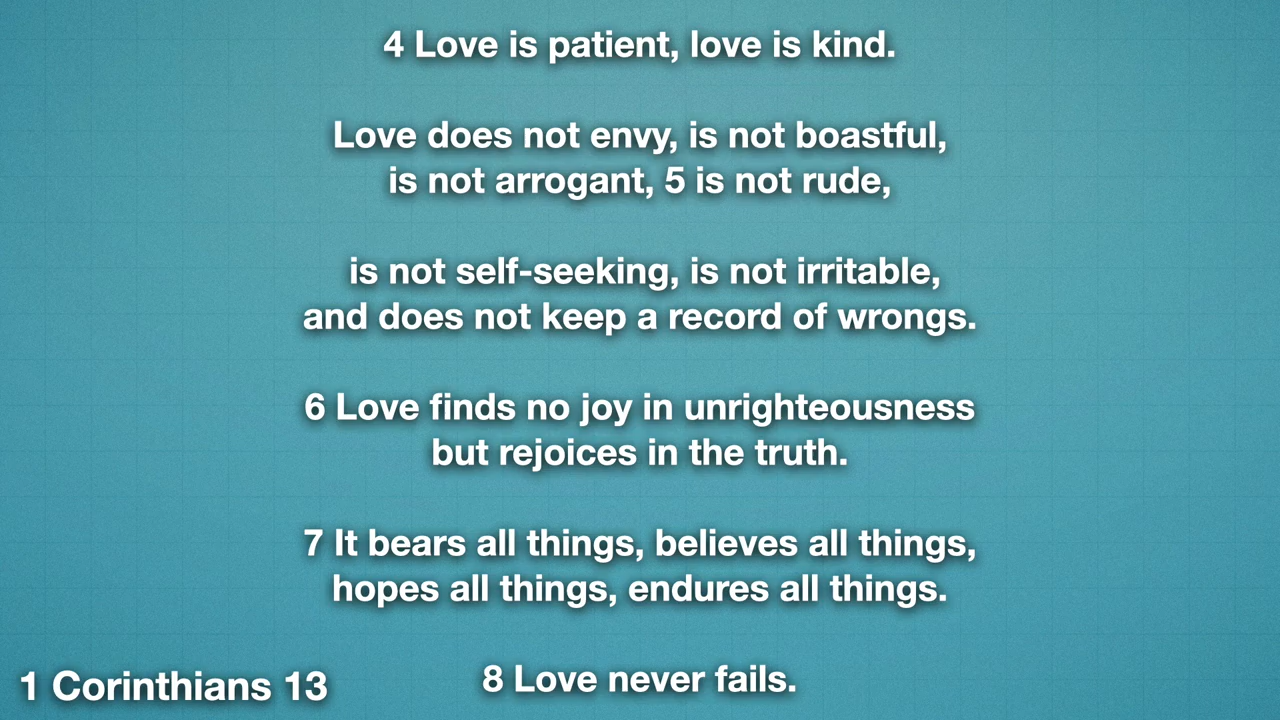 4 Love is patient, love is kind.
Love does not envy, is not boastful,
is not arrogant, 5 is not rude,
is not self-seeking, is not irritable,
and does not keep a record of wrongs.
6 Love finds no joy in unrighteousness
but rejoices in the truth.
7 It bears all things, believes all things,
hopes all things, endures all things.
8 Love never fails.
1 Corinthians 13